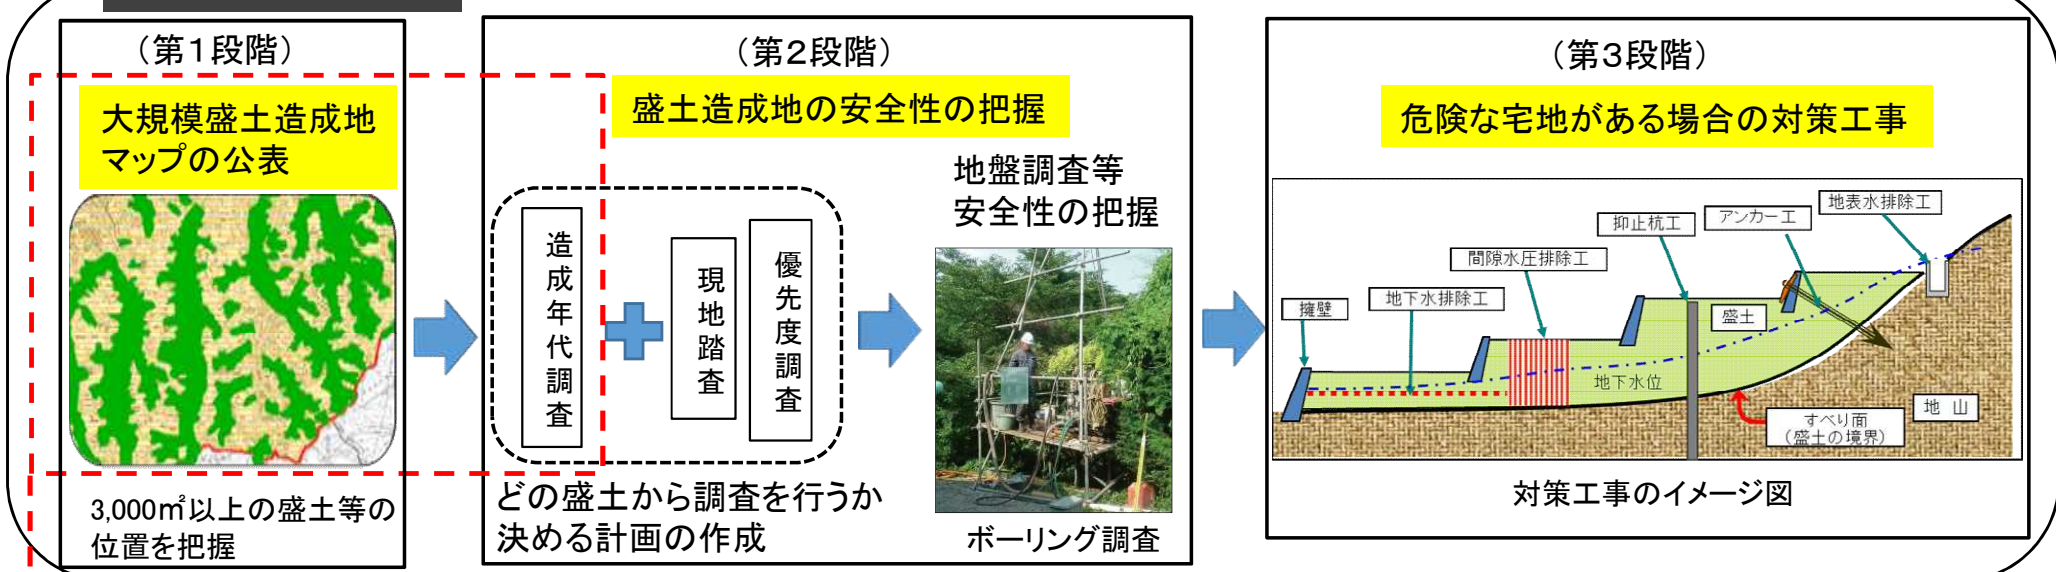 （第１段階）
大規模盛土造成地
マップの公表
3,000㎡以上の盛土等の
位置を把握
（第２段階）
盛土造成地の安全性の把握
造成年代調査
現地踏査
優先度調査
どの盛土から調査を行うか
決める計画の作成
地盤調査等
安全性の把握
ボーリング調査
（第３段階）
危険な宅地がある場合の対策工事
擁壁
地下水排除工
間隙水圧排除工
抑止杭工
アンカー工
地表水排除工
盛土
地下水位
すべり面
（盛土の境界）
地 山
対策工事のイメージ図